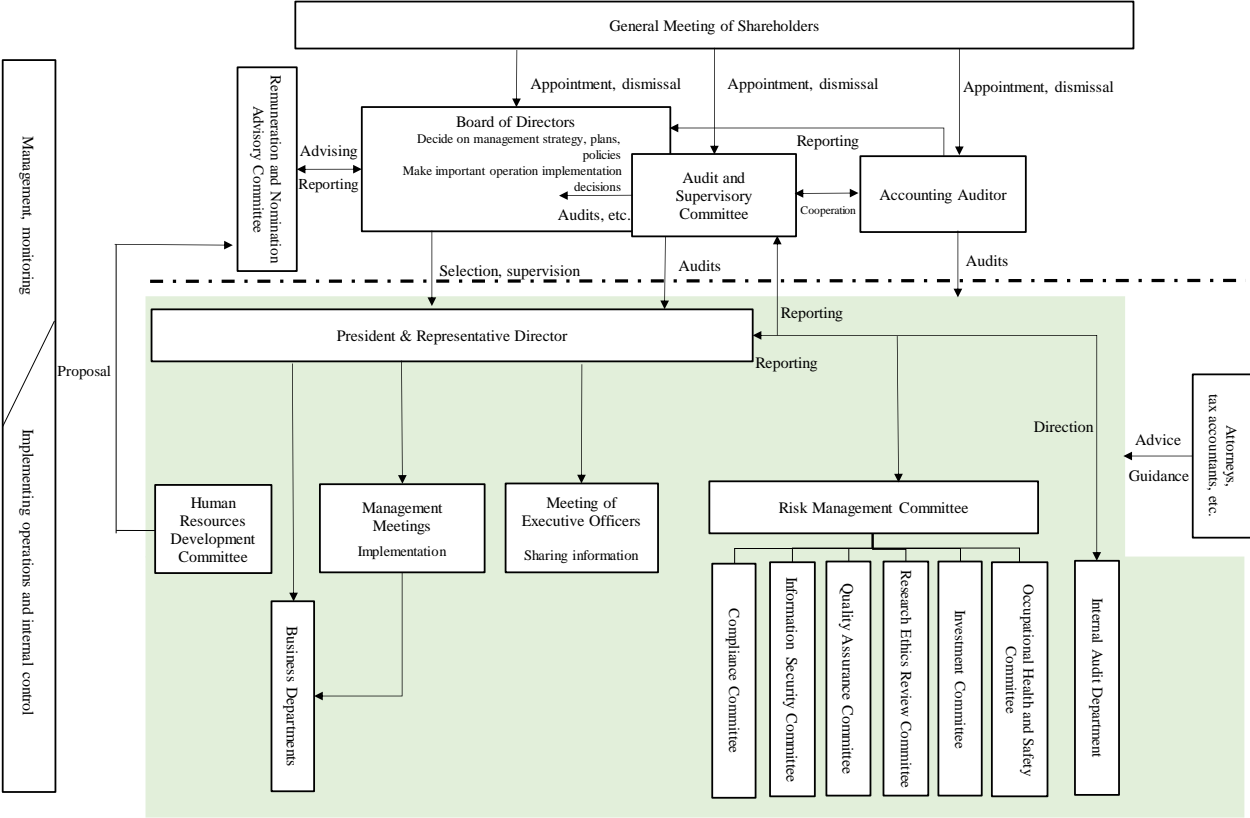 General Meeting of Shareholders
Appointment, dismissal
Appointment, dismissal
Appointment, dismissal
Management, monitoring
Implementing operations and internal control
Remuneration and Nomination
Advisory Committee
Advising
Reporting
Board of Directors
Decide on management strategy, plans,
policies
Make important operation implementation
decisions
Audits, etc.
Audit and
Supervisory
Committee
Reporting
Cooperation
Accounting Auditor
Selection, supervision
Audits
Audits
Reporting
President & Representative Director
Reporting
Proposal
Direction
Advice
Guidance
Attorneys,
tax accountants, etc.
Human
Resources
Development
Committee
Management
Meetings
Implementation
Meeting of
Executive Officers
Sharing information
Risk Management Committee
Business Departments
Compliance Committee
Information Security Committee
Quality Assurance Committee
Research Ethics Review Committee
Investment Committee
Occupational Health and Safety
Committee
Internal Audit Department